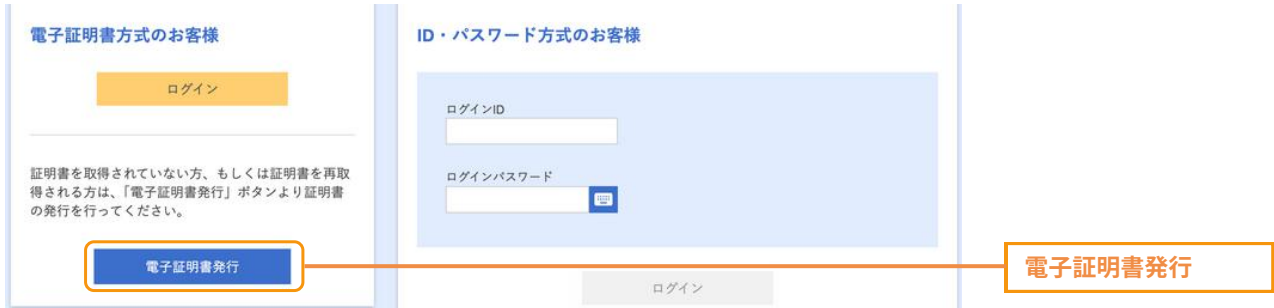 電子証明書方式のお客様
ログイン
証明書を取得されていない方、もしくは証明書を再取
得される方は、「電子証明書発行」ボタンより証明書
の発行を行ってください。
電子証明書発行
ID・パスワード方式のお客様
ログインID
ログインパスワード
ログイン
電子証明書発行